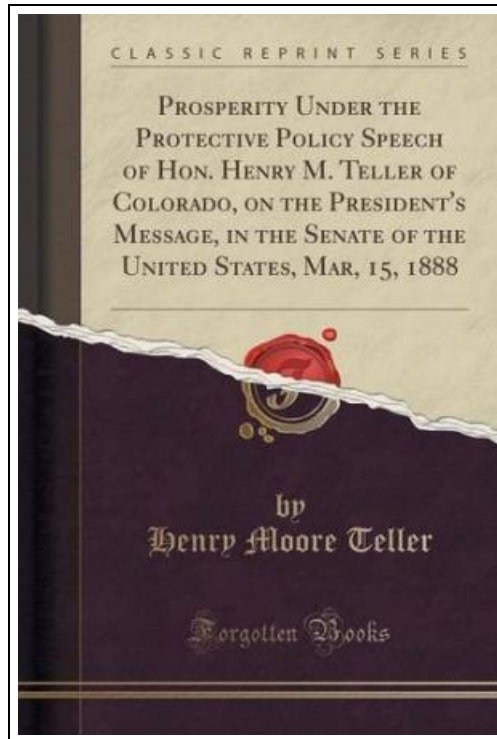 CLASSIC REPRINT SERIES
PROSPERITY UNDER THE
PROTECTIVE POLICY SPEECH
OF HON. HENRY M. TELLER OF
COLORADO, ON THE PRESIDENT'S
MESSAGE, IN THE SENATE OF THE
UNITED STATES, MAR, 15, 1888
by
Henry Moore Teller
Forgotten Books